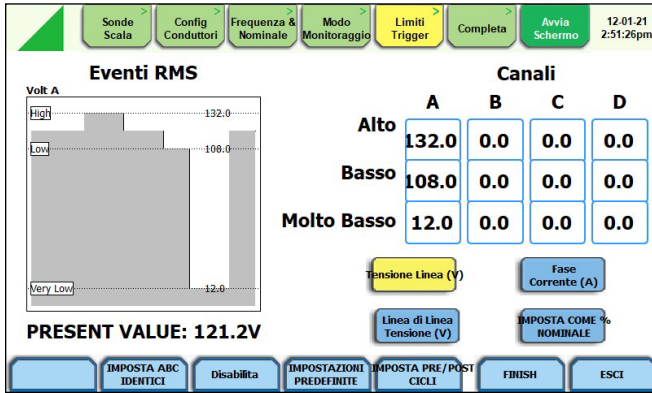 Sonde
Scala
>
Config
Conduttori
>
Frequenza &
Nominale
>
Modo
Monitoraggio
>
Limiti
Trigger
>
Completa
>
Avvia
Schermo
12-01-21
2:51:26pm
Eventi RMS
Volt A
High
132.0
Low
108.0
Very Low
12.0
PRESENT VALUE: 121.2V
Canali
A B C D
Alto 132.0 0.0 0.0 0.0
Basso 108.0 0.0 0.0 0.0
Molto Basso 12.0 0.0 0.0 0.0
Tensione Linea (V)
Fase
Corrente (A)
Linea di Linea
Tensione (V)
IMPOSTA COME %
NOMINALE
IMPOSTA ABC
IDENTICI
Disabilita
IMPOSTAZIONI
PREDEFINITE
IMPOSTA PRE/POST
CICLI
FINISH
ESCI